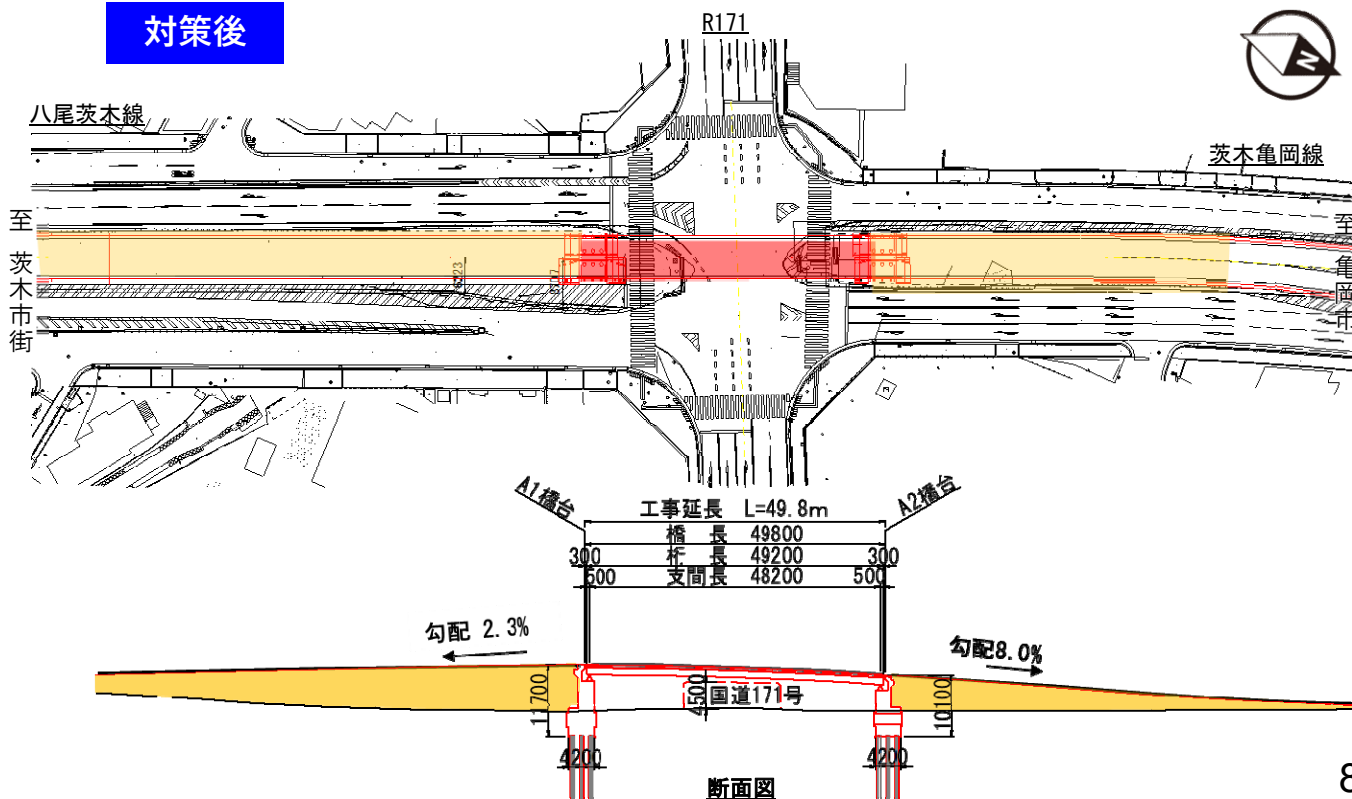 対策後
R171
N
八尾茨木線
茨木亀岡線
至 茨木市街
至 亀岡市
6223
A1橋台
A2橋台
工事延長 L=49.8m
橋 長 49800
300 桁 長 49200 300
500 支間長 48200 500
勾配 2.3%
勾配8.0%
11700
4500
国道171号
10100
4200
4200
断面図
8